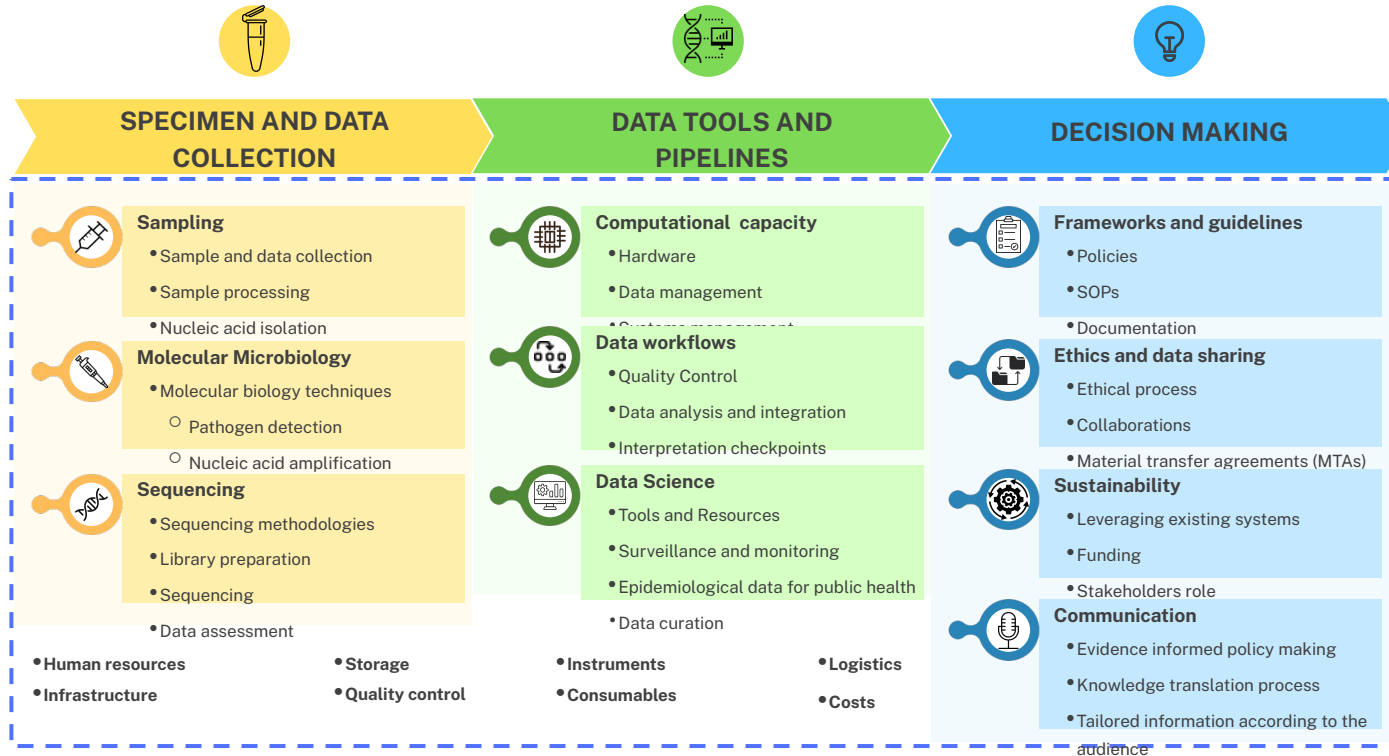 SPECIMEN AND DATA
COLLECTION
DATA TOOLS AND
PIPELINES
DECISION MAKING
Sampling
• Sample and data collection
• Sample processing
• Nucleic acid isolation
Molecular Microbiology
• Molecular biology techniques
○ Pathogen detection
○ Nucleic acid amplification
Sequencing
• Sequencing methodologies
• Library preparation
• Sequencing
• Data assessment
Computational capacity
• Hardware
• Data management
• Systems management
Data workflows
• Quality Control
• Data analysis and integration
• Interpretation checkpoints
Data Science
• Tools and Resources
• Surveillance and monitoring
• Epidemiological data for public health
• Data curation
Frameworks and guidelines
• Policies
• SOPs
• Documentation
Ethics and data sharing
• Ethical process
• Collaborations
• Material transfer agreements (MTAs)
Sustainability
• Leveraging existing systems
• Funding
• Stakeholders role
Communication
• Evidence informed policy making
• Knowledge translation process
• Tailored information according to the
audience
• Human resources
• Infrastructure
• Storage
• Quality control
• Instruments
• Consumables
• Logistics
• Costs